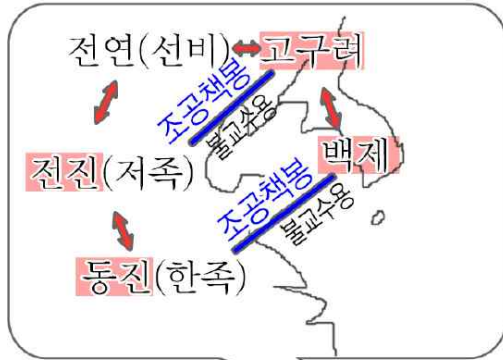 전연(선비)
고구려
조공책봉
불교수용
전진(저족)
백제
조공책봉
불교수용
동진(한족)